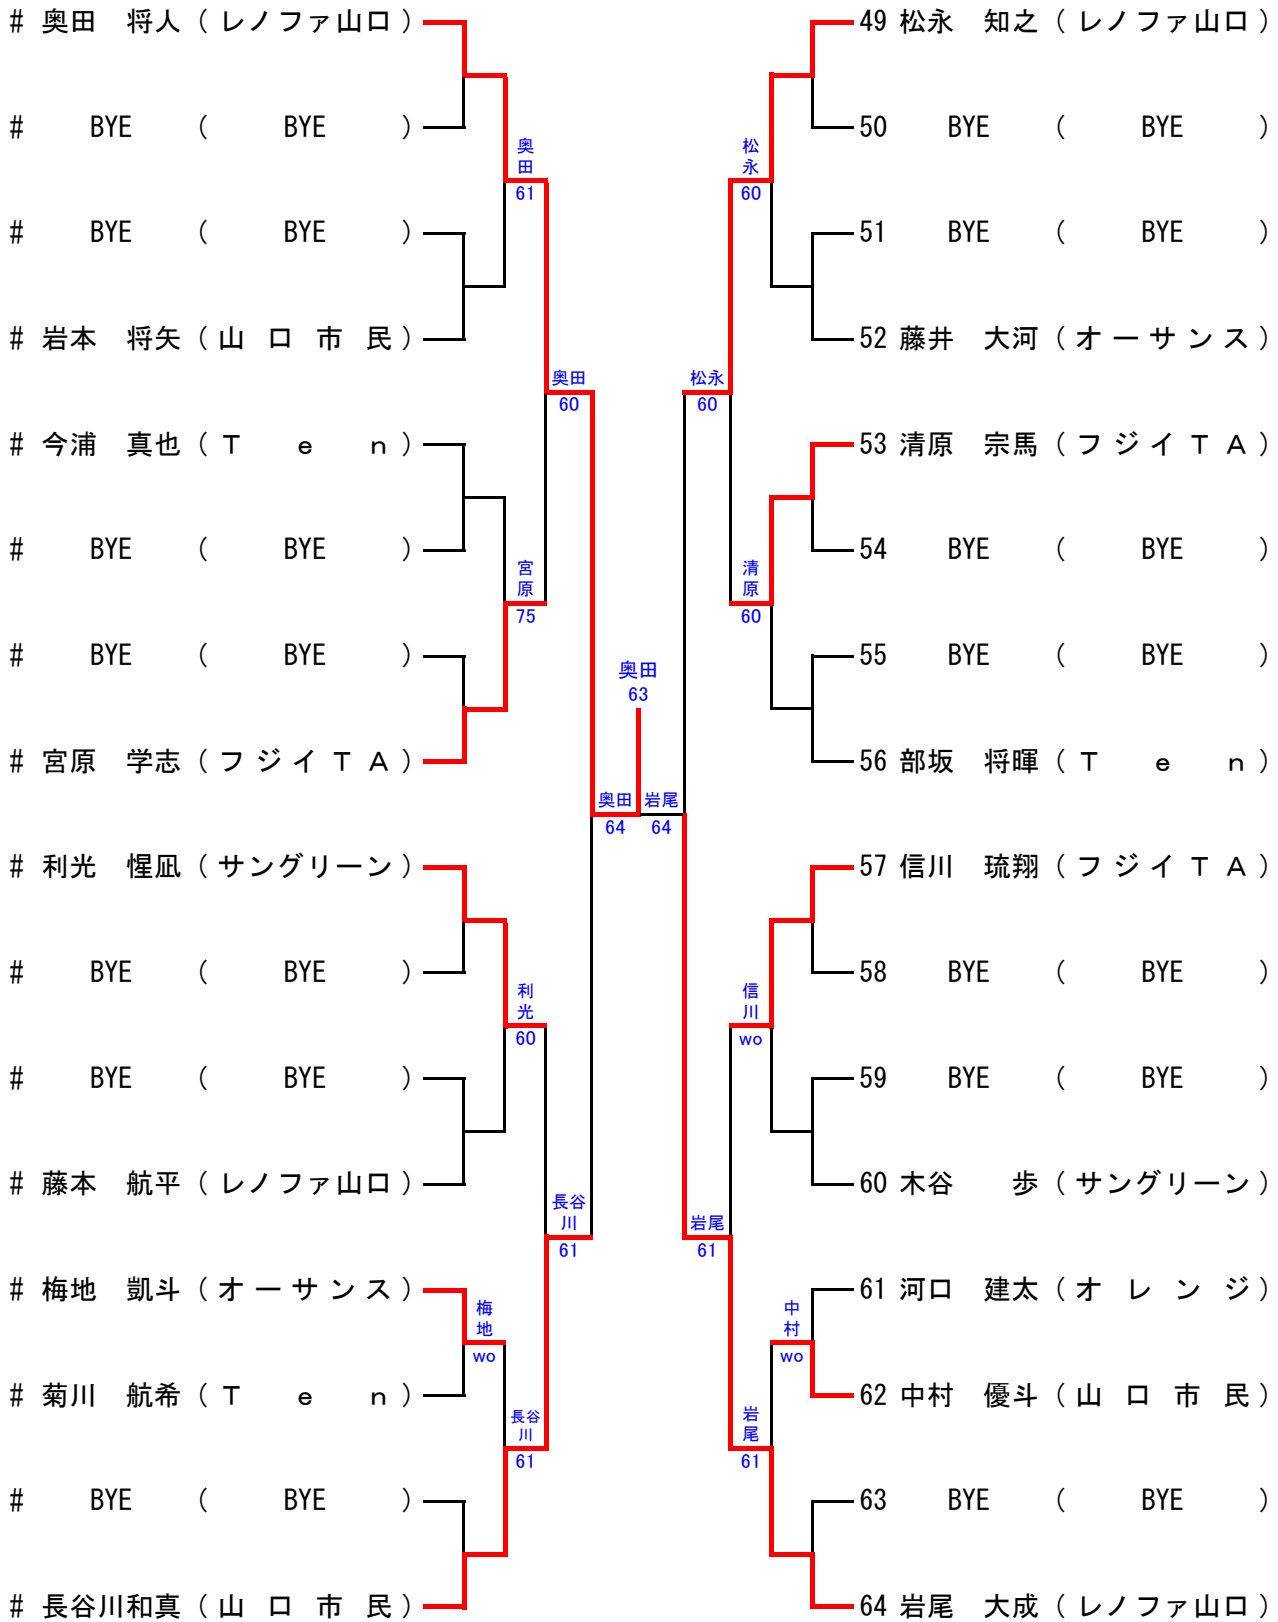 # 奥田　将人 ( レノファ山口 )
# BYE ( BYE )
# BYE ( BYE )
# 岩本　将矢 ( 山口市民 )
# 今浦　真也 ( Ｔｅｎ )
# BYE ( BYE )
# BYE ( BYE )
# 宮原　学志 ( フジイＴＡ )
# 利光　惺凪 ( サングリーン )
# BYE ( BYE )
# BYE ( BYE )
# 藤本　航平 ( レノファ山口 )
# 梅地　凱斗 ( オーサンス )
# 菊川　航希 ( Ｔｅｎ )
# BYE ( BYE )
# 長谷川和真 ( 山口市民 )
奥田
61
宮原
75
利光
60
梅地
wo
長谷川
61
奥田
60
長谷川
61
奥田
64
奥田
63
岩尾
64
松永
60
岩尾
61
松永
60
清原
60
信川
wo
中村
wo
岩尾
61
49 松永　知之 ( レノファ山口 )
50 BYE ( BYE )
51 BYE ( BYE )
52 藤井　大河 ( オーサンス )
53 清原　宗馬 ( フジイＴＡ )
54 BYE ( BYE )
55 BYE ( BYE )
56 部坂　将暉 ( Ｔｅｎ )
57 信川　琉翔 ( フジイＴＡ )
58 BYE ( BYE )
59 BYE ( BYE )
60 木谷　歩 ( サングリーン )
61 河口　建太 ( オレンジ )
62 中村　優斗 ( 山口市民 )
63 BYE ( BYE )
64 岩尾　大成 ( レノファ山口 )